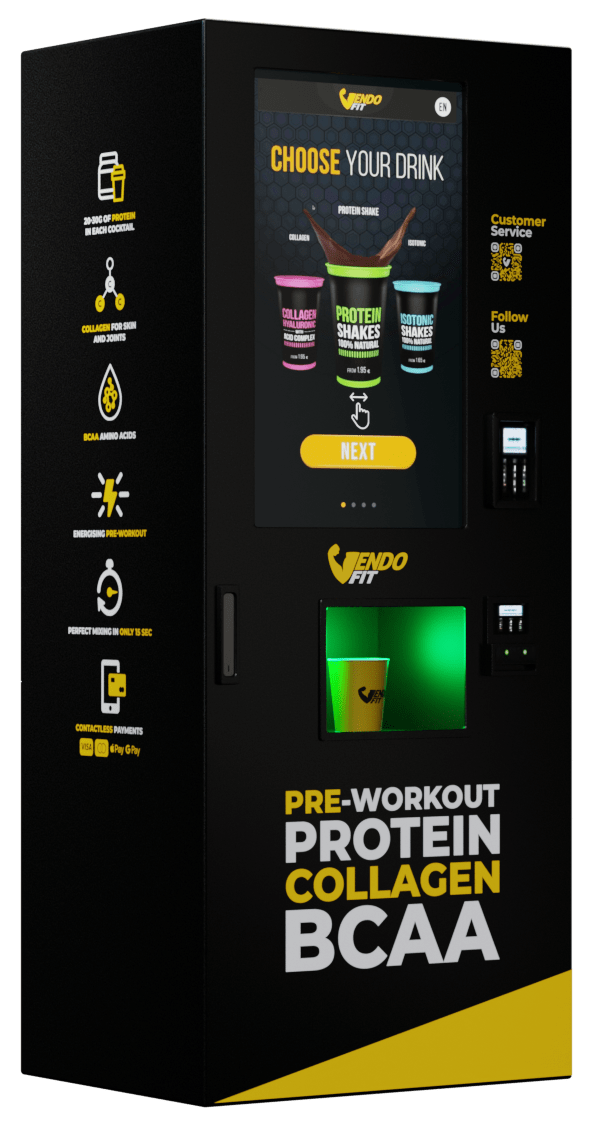 20-30G OF PROTEIN
IN EACH COCKTAIL
COLLAGEN FOR SKIN
AND JOINTS
BCAA AMINO ACIDS
ENERGISING PRE-WORKOUT
PERFECT MIXING IN ONLY 15 SEC
CONTACTLESS PAYMENTS
VISA Pay G Pay
VENDO
FIT
EN
CHOOSE YOUR DRINK
PROTEIN SHAKE
COLLAGEN
ISOTONIC
COLLAGEN
HYALURONIC
WITH
ACID COMPLEX
FROM 1.95 €
PROTEIN
SHAKES
100% NATURAL
FROM 1.95 €
ISOTONIC
SHAKES
100% NATURAL
FROM 1.95 €
NEXT
Customer
Service
Follow
Us
VENDO
FIT
VENDO
FIT
PRE-WORKOUT
PROTEIN
COLLAGEN
BCAA